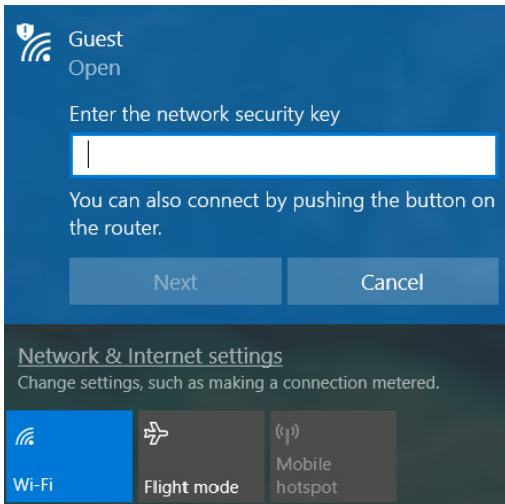 Guest
Open
Enter the network security key
You can also connect by pushing the button on
the router.
Next
Cancel
Network & Internet settings
Change settings, such as making a connection metered.
Wi-Fi
Flight mode
Mobile
hotspot